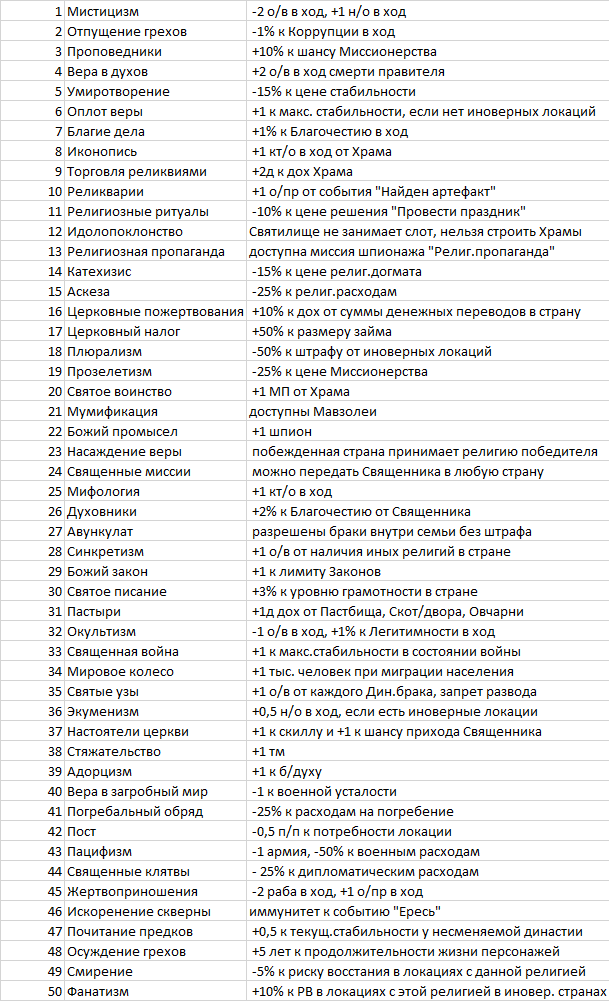 1 Мистицизм -2 о/в в ход, +1 н/о в ход
2 Отпущение грехов -1% к Коррупции в ход
3 Проповедники +10% к шансу Миссионерства
4 Вера в духов +2 о/в в ход смерти правителя
5 Умиротворение -15% к цене стабильности
6 Оплот веры +1 к макс. стабильности, если нет иноверных локаций
7 Благие дела +1% к Благочестию в ход
8 Иконопись +1 кт/о в ход от Храма
9 Торговля реликвиями +2д к дох Храма
10 Реликварии +1 о/пр от события "Найден артефакт"
11 Религиозные ритуалы -10% к цене решения "Провести праздник"
12 Идолопоклонство Святилище не занимает слот, нельзя строить Храмы
13 Религиозная пропаганда доступна миссия шпионажа "Религ.пропаганда"
14 Катехизис -15% к цене религ.догмата
15 Аскеза -25% к религ.расходам
16 Церковные пожертвования +10% к дох от суммы денежных переводов в страну
17 Церковный налог +50% к размеру займа
18 Плюрализм -50% к штрафу от иноверных локаций
19 Прозелетизм -25% к цене Миссионерства
20 Святое воинство +1 МП от Храма
21 Мумификация доступны Мавзолеи
22 Божий промысел +1 шпион
23 Насаждение веры побежденная страна принимает религию победителя
24 Священные миссии можно передать Священника в любую страну
25 Мифология +1 кт/о в ход
26 Духовники +2% к Благочестию от Священника
27 Авункулат разрешены браки внутри семьи без штрафа
28 Синкретизм +1 о/в от наличия иных религий в стране
29 Божий закон +1 к лимиту Законов
30 Святое писание +3% к уровню грамотности в стране
31 Пастыри +1д дох от Пастбища, Скот/двора, Овчарни
32 Окультизм -1 о/в в ход, +1% к Легитимности в ход
33 Священная война +1 к макс.стабильности в состоянии войны
34 Мировое колесо +1 тыс. человек при миграции населения
35 Святые узы +1 о/в от каждого Дин.брака, запрет развода
36 Экуменизм +0,5 н/о в ход, если есть иноверные локации
37 Настоятели церкви +1 к скиллу и +1 к шансу прихода Священника
38 Стяжательство +1 тм
39 Адорцизм +1 к б/духу
40 Вера в загробный мир -1 к военной усталости
41 Погребальный обряд -25% к расходам на погребение
42 Пост -0,5 п/п к потребности локации
43 Пацифизм -1 армия, -50% к военным расходам
44 Священные клятвы - 25% к дипломатическим расходам
45 Жертвоприношения -2 раба в ход, +1 о/пр в ход
46 Искоренение скверны иммунитет к событию "Ересь"
47 Почитание предков +0,5 к текущ.стабильности у несменяемой династии
48 Осуждение грехов +5 лет к продолжительности жизни персонажей
49 Смирение -5% к риску восстания в локациях с данной религией
50 Фанатизм +10% к РВ в локациях с этой религией в иновер. странах